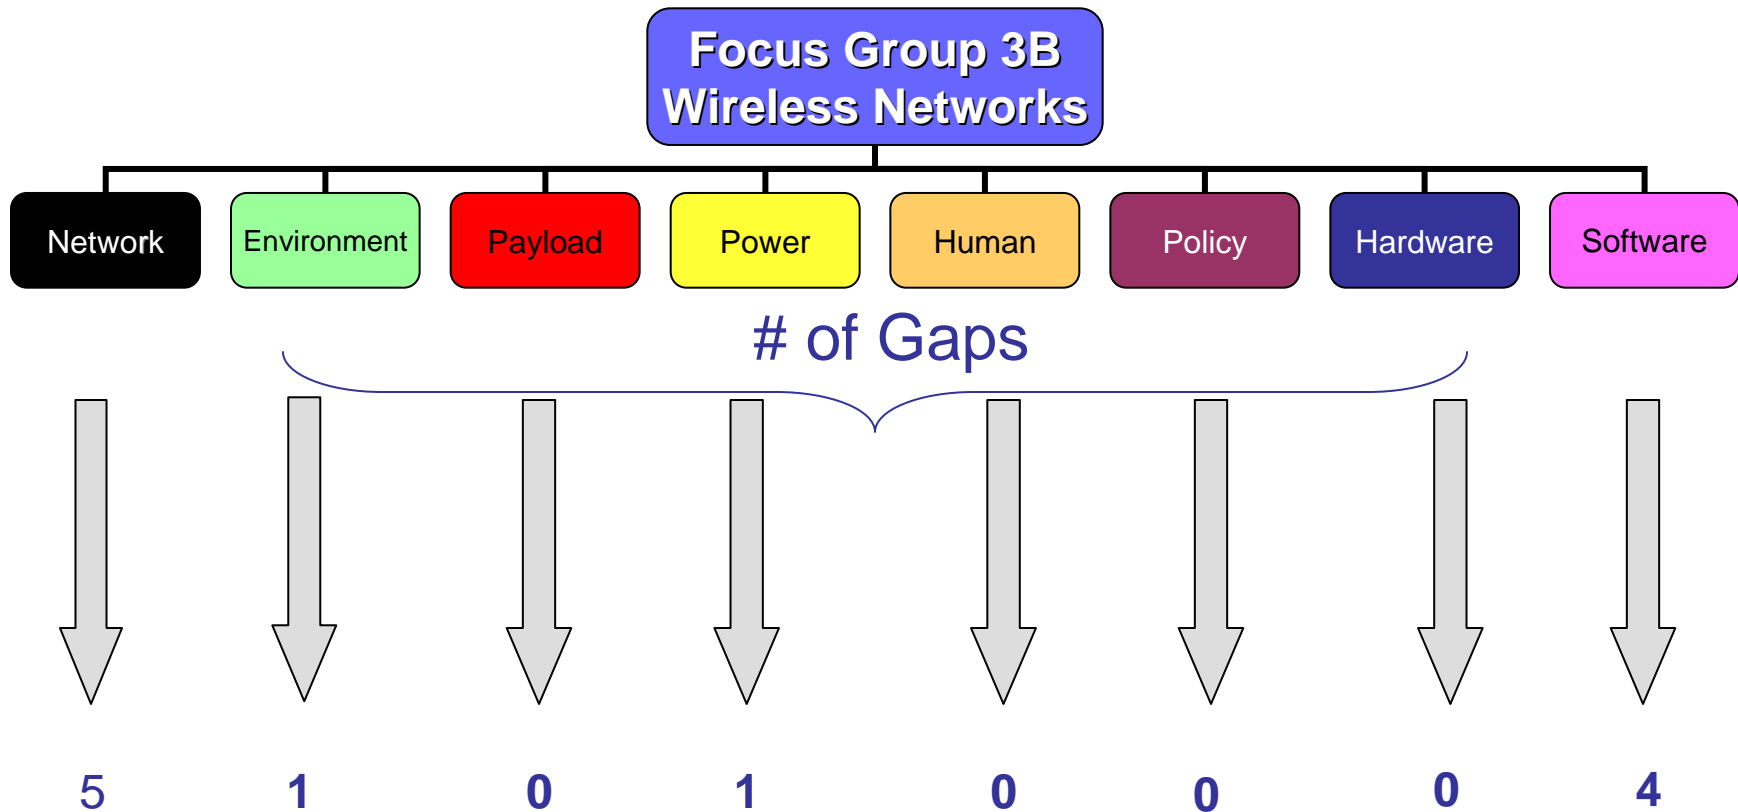 Focus Group 3B
Wireless Networks
Network Environment Payload Power Human Policy Hardware Software
# of Gaps
5 1 0 1 0 0 0 4